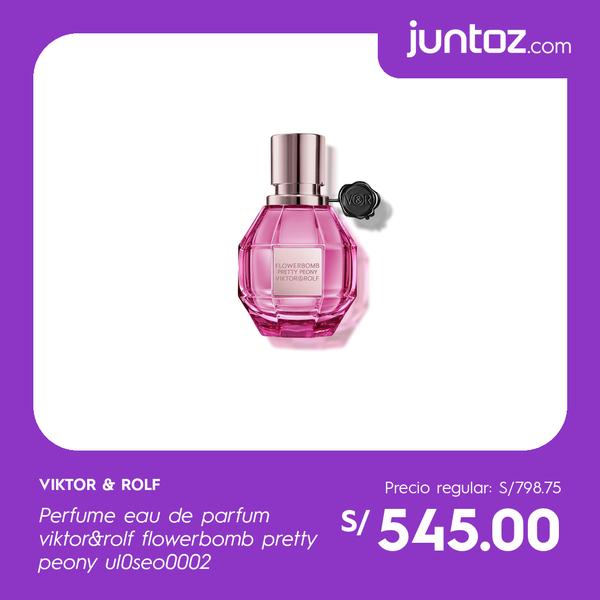 juntoz.com
V&R
FLOWERBOMB
PRETTY PEONY
VIKTOR&ROLF
VIKTOR & ROLF
Perfume eau de parfum
viktor&rolf flowerbomb pretty
peony ul0seo0002
Precio regular: S/798.75
S/ 545.00